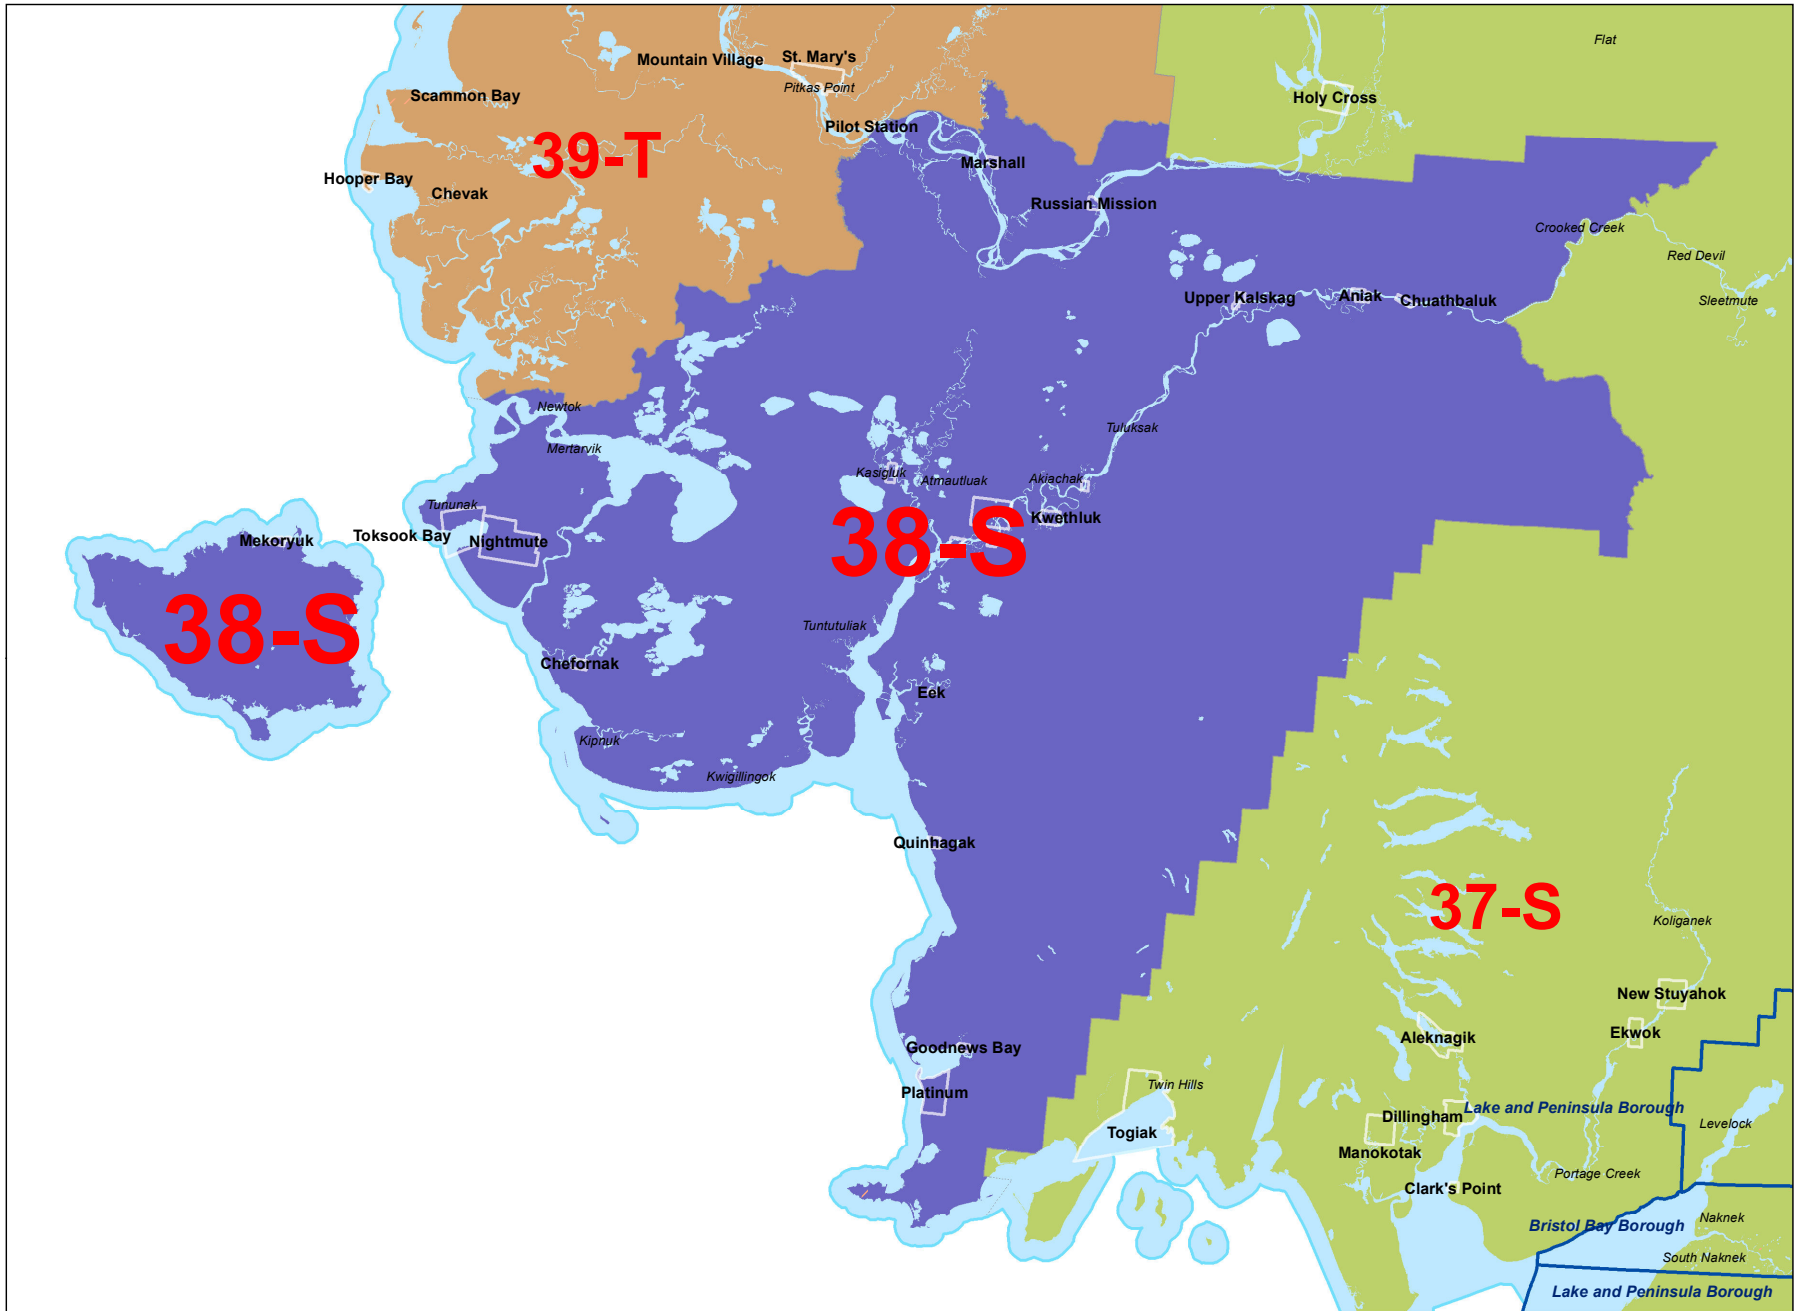 Flat
Mountain Village
St. Mary's
Pitkas Point
Scammon Bay
Holy Cross
39-T
Pilot Station
Marshall
Hooper Bay
Chevak
Russian Mission
Crooked Creek
Red Devil
Upper Kalskag
Aniak
Chuathbaluk
Sleetmute
Newtok
Mertarvik
Tuluksak
Kasigluk
Atmautluak
Akiachak
Tununak
Kwethluk
Mekoryuk
Toksook Bay
Nightmute
38-S
38-S
Tuntutuliak
Chefornak
Eek
Kipnuk
Kwigillingok
Quinhagak
37-S
Koliganek
New Stuyahok
Ekwok
Aleknagik
Goodnews Bay
Platinum
Twin Hills
Togiak
Dillingham
Lake and Peninsula Borough
Levelock
Manokotak
Portage Creek
Clark's Point
Naknek
Bristol Bay Borough
South Naknek
Lake and Peninsula Borough